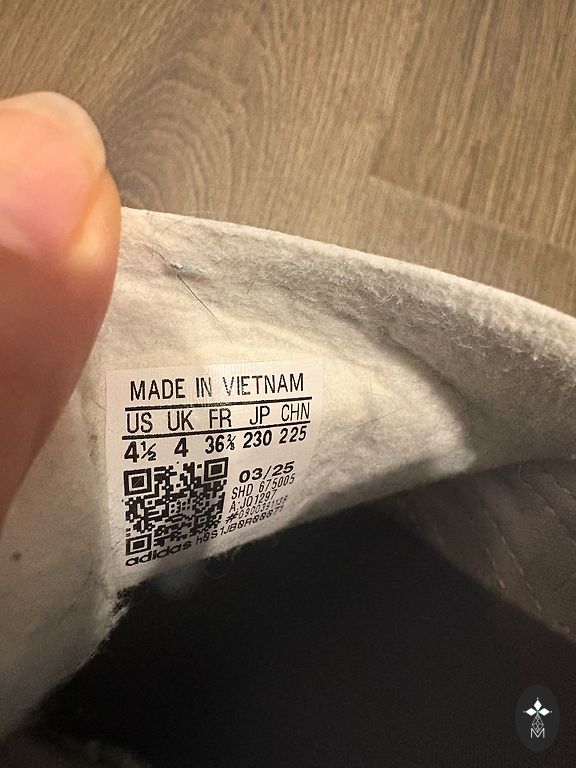 MADE IN VIETNAM
US UK FR JP CHN
4½ 4 36⅔ 230 225
03/25
SHD 675005
A:JQ1297
adidas
M